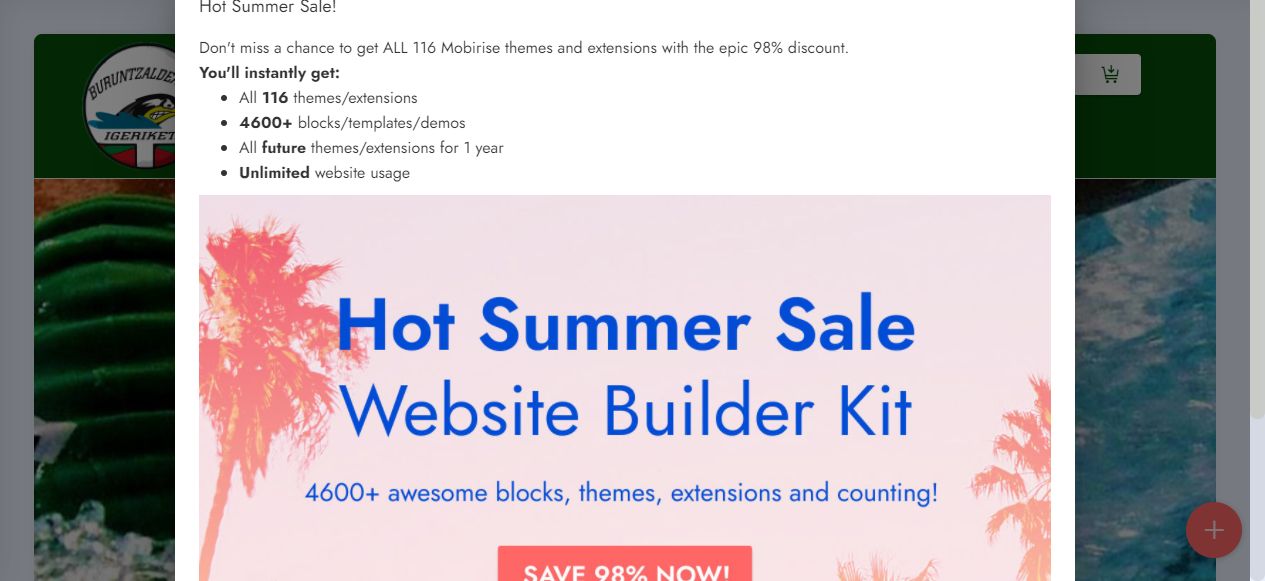 Hot Summer Sale!
Don't miss a chance to get ALL 116 Mobirise themes and extensions with the epic 98% discount.
You'll instantly get:
All 116 themes/extensions
4600+ blocks/templates/demos
All future themes/extensions for 1 year
Unlimited website usage
Hot Summer Sale
Website Builder Kit
4600+ awesome blocks, themes, extensions and counting!
SAVE 98% NOW!